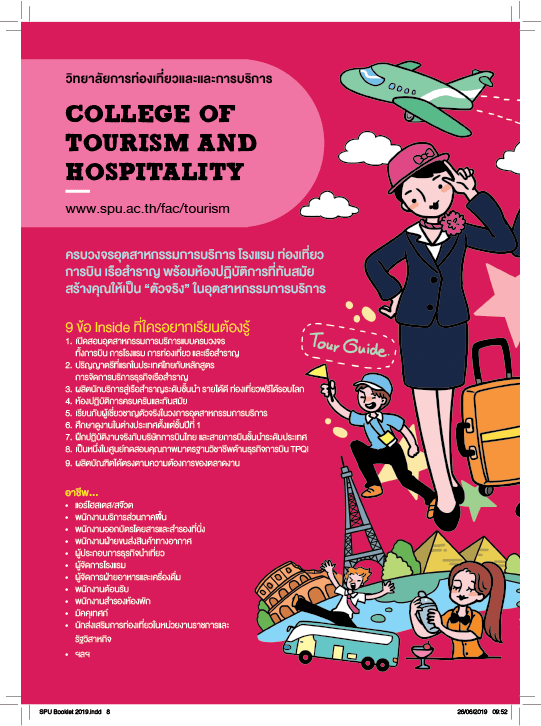 วิทยาลัยการท่องเที่ยวและและการบริการ
COLLEGE OF
TOURISM AND
HOSPITALITY
www.spu.ac.th/fac/tourism
ครบวงจรอุตสาหกรรมการบริการ โรงแรม ท่องเที่ยว
การบิน เรือสำราญ พร้อมห้องปฏิบัติการที่ทันสมัย
สร้างคุณให้เป็น “ตัวจริง” ในอุตสาหกรรมการบริการ
9 ข้อ Inside ที่ใครอยากเรียนต้องรู้
1. เปิดสอนอุตสาหกรรมการบริการแบบครบวงจร
ทั้งการบิน การโรงแรม การท่องเที่ยว และเรือสำราญ
2. ปริญญาตรีที่แรกในประเทศไทยกับหลักสูตร
การจัดการบริการธุรกิจเรือสำราญ
3. ผลิตนักบริการสู่เรือสำราญระดับชั้นนำ รายได้ดี ท่องเที่ยวฟรีได้รอบโลก
4. ห้องปฏิบัติการครบครันและทันสมัย
5. เรียนกับผู้เชี่ยวชาญตัวจริงในวงการอุตสาหกรรมการบริการ
6. ศึกษาดูงานในต่างประเทศตั้งแต่ชั้นปีที่ 1
7. ฝึกปฏิบัติงานจริงกับบริษัทการบินไทย และสายการบินชั้นนำระดับประเทศ
8. เป็นหนึ่งในศูนย์ทดสอบคุณภาพมาตรฐานวิชาชีพด้านธุรกิจการบิน TPQI
9. ผลิตบัณฑิตได้ตรงตามความต้องการของตลาดงาน
Tour Guide
อาชีพ...
• แอร์โฮสเตส/สจ๊วต
• พนักงานบริการส่วนภาคพื้น
• พนักงานออกบัตรโดยสารและสำรองที่นั่ง
• พนักงานฝ่ายขนส่งสินค้าทางอากาศ
• ผู้ประกอบการธุรกิจนำเที่ยว
• ผู้จัดการโรงแรม
• ผู้จัดการฝ่ายอาหารและเครื่องดื่ม
• พนักงานต้อนรับ
• พนักงานสำรองห้องพัก
• มัคคุเทศก์
• นักส่งเสริมการท่องเที่ยวในหน่วยงานราชการและ
รัฐวิสาหกิจ
• ฯลฯ
SPU Booklet 2019.indd 8
26/06/2019 09:52